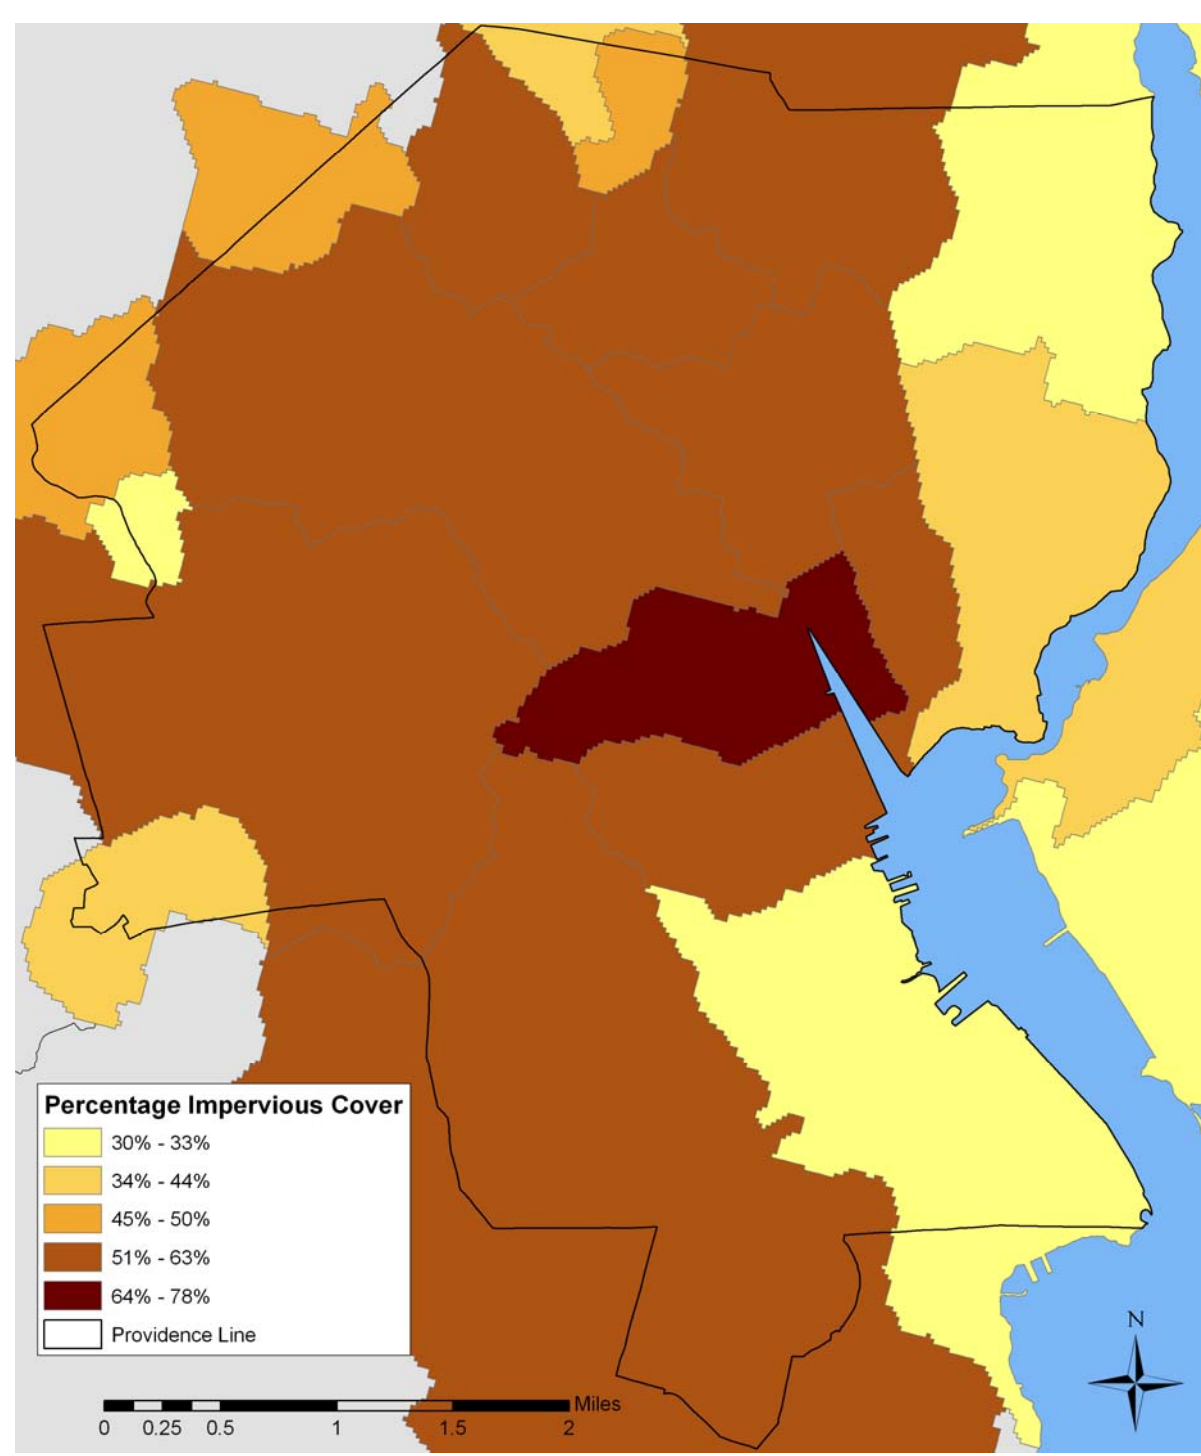 Percentage Impervious Cover
30% - 33%
34% - 44%
45% - 50%
51% - 63%
64% - 78%
Providence Line
N
Miles
0 0.25 0.5 1 1.5 2